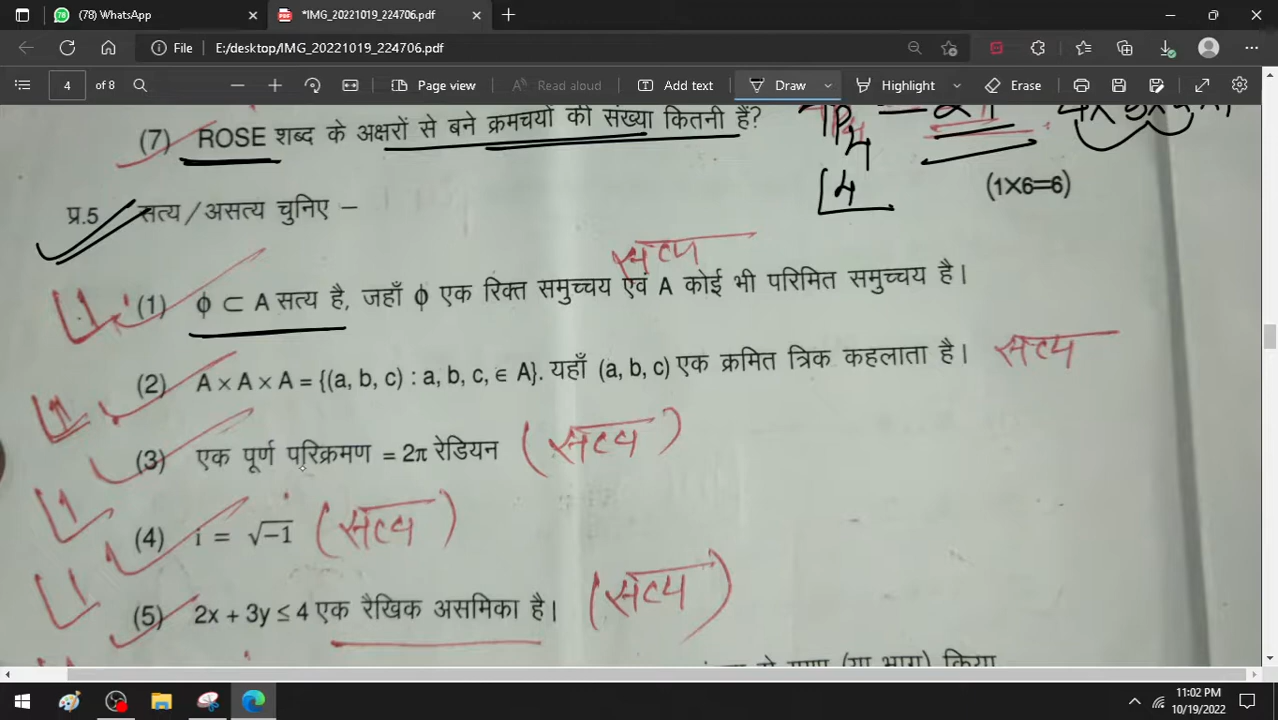 (78) WhatsApp
*IMG_20221019_224706.pdf
File E:/desktop/IMG_20221019_224706.pdf
4 of 8 Page view Read aloud Add text Draw Highlight Erase
(7) ROSE शब्द के अक्षरों से बने क्रमचयों की संख्या कितनी हैं?
4
(1X6=6)
प्र.5 सत्य/असत्य चुनिए –
सत्य
(1) ϕ ⊂ A सत्य है, जहाँ ϕ एक रिक्त समुच्चय एवं A कोई भी परिमित समुच्चय है।
(2) A × A × A = {(a, b, c) : a, b, c, ∈ A}. यहाँ (a, b, c) एक क्रमित त्रिक कहलाता है। सत्य
(3) एक पूर्ण परिक्रमण = 2π रेडियन (सत्य)
(4) i = √−1 (सत्य)
(5) 2x + 3y ≤ 4 एक रैखिक असमिका है। (सत्य)
11:02 PM
10/19/2022